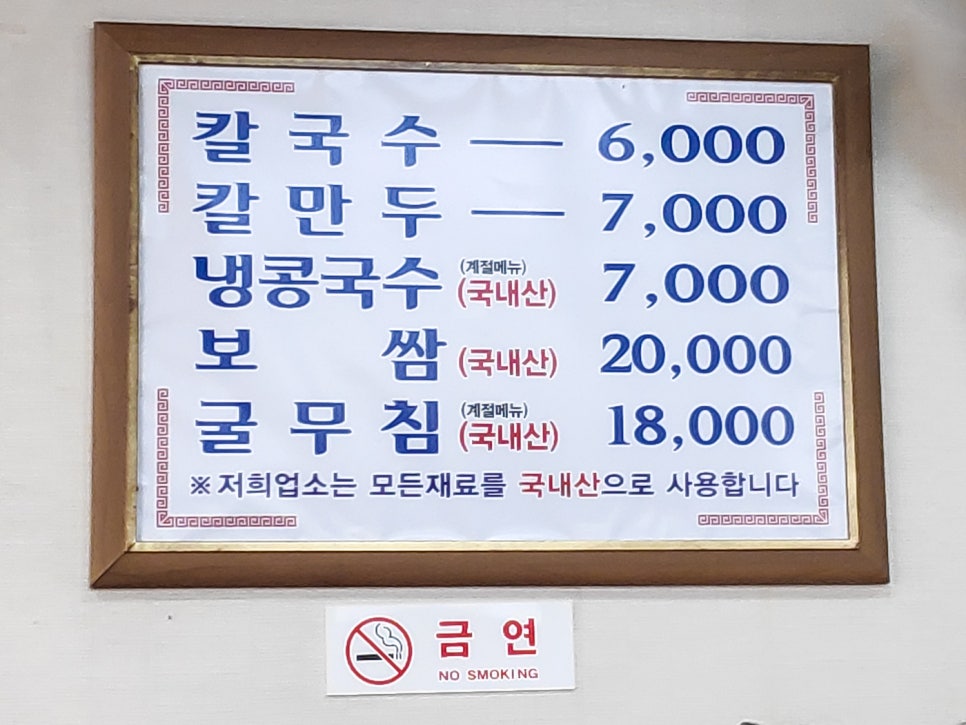 칼국수 — 6,000
칼만두 — 7,000
냉콩국수 (계절메뉴) (국내산) 7,000
보쌈 (국내산) 20,000
굴무침 (계절메뉴) (국내산) 18,000
※저희업소는 모든재료를 국내산으로 사용합니다
금연
NO SMOKING